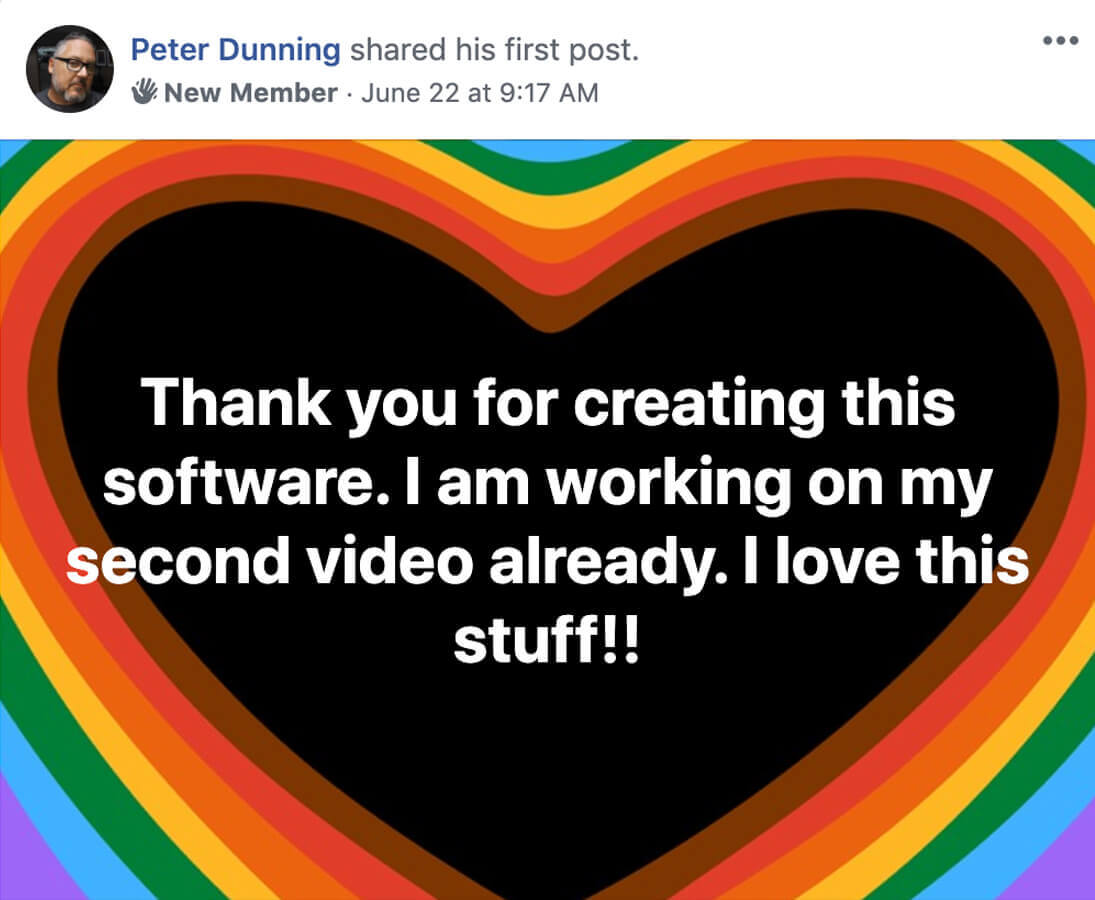 Peter Dunning shared his first post.
New Member · June 22 at 9:17 AM
Thank you for creating this
software. I am working on my
second video already. I love this
stuff!!